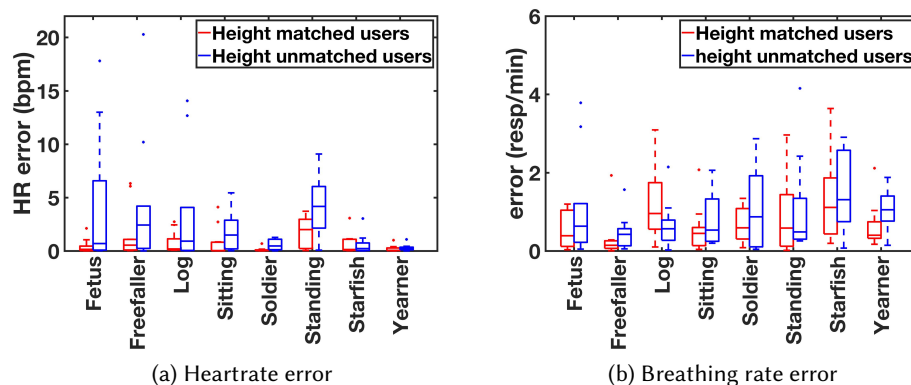 Height matched users
Height unmatched users
HR error (bpm)
20
15
10
5
0
Fetus
Freefaller
Log
Sitting
Soldier
Standing
Starfish
Yearner
(a) Heartrate error
Height matched users
height unmatched users
error (resp/min)
6
4
2
0
Fetus
Freefaller
Log
Sitting
Soldier
Standing
Starfish
Yearner
(b) Breathing rate error